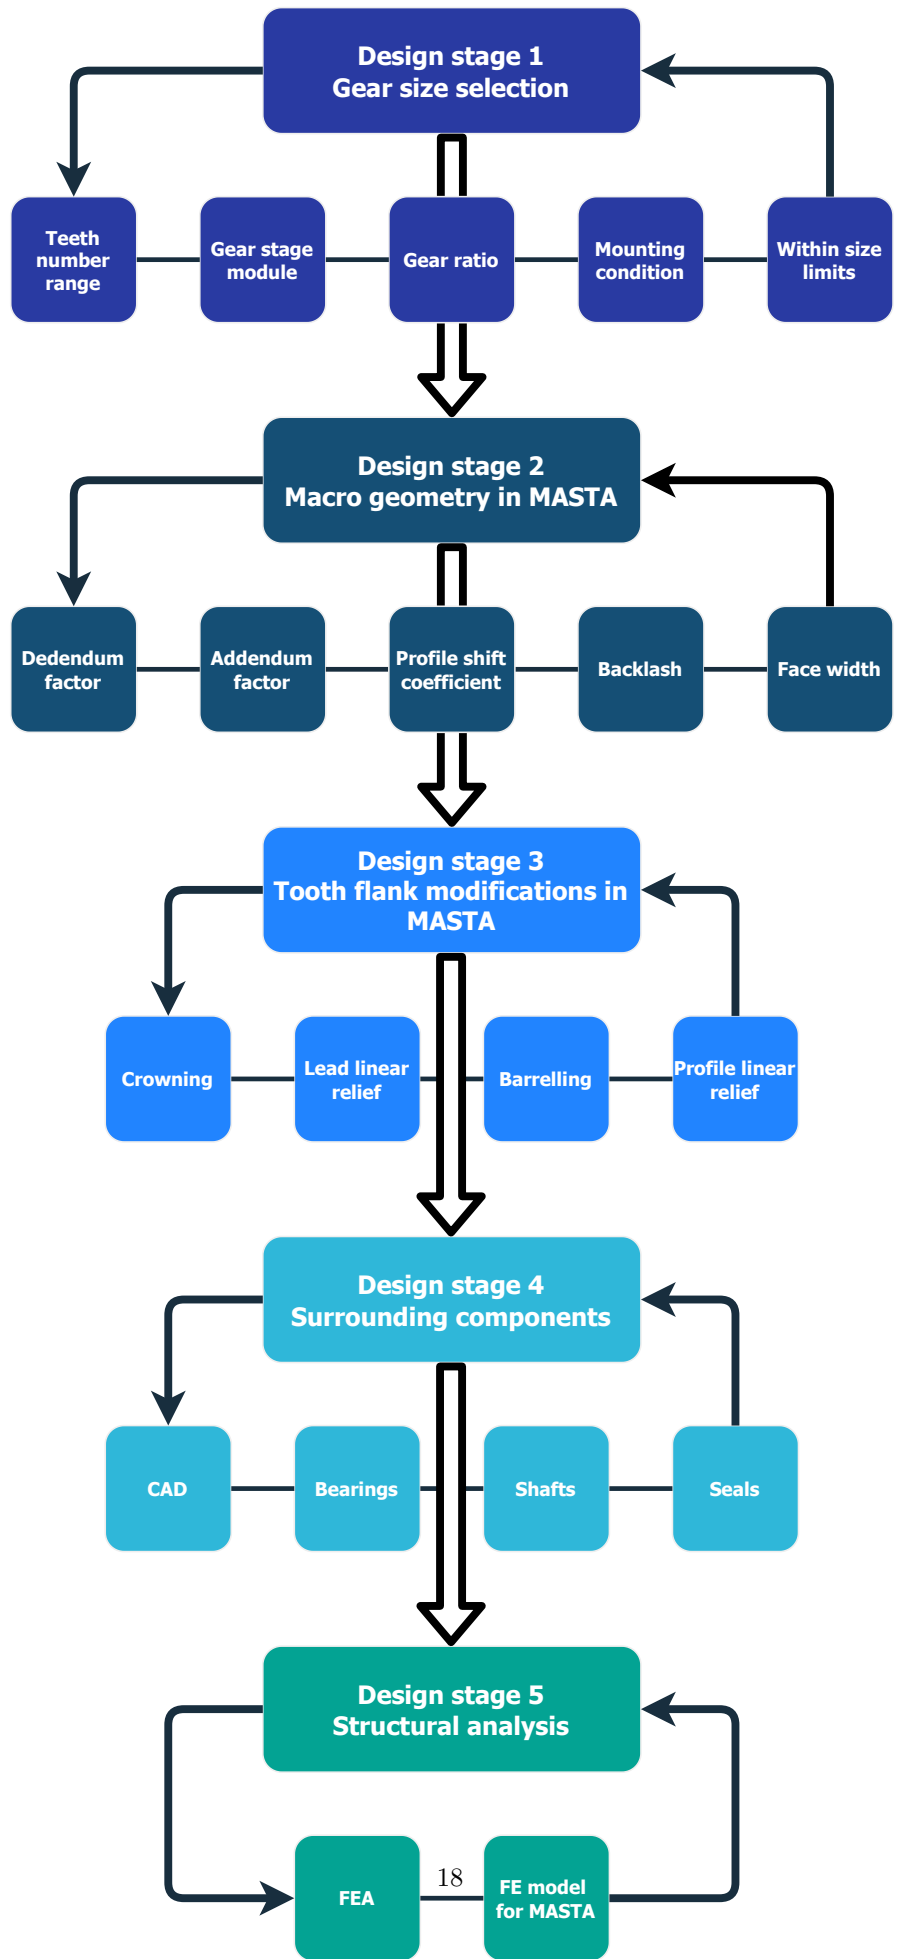 Design stage 1
Gear size selection
Teeth
number
range
Gear stage
module
Gear ratio
Mounting
condition
Within size
limits
Design stage 2
Macro geometry in MASTA
Dedendum
factor
Addendum
factor
Profile shift
coefficient
Backlash
Face width
Design stage 3
Tooth flank modifications in
MASTA
Crowning
Lead linear
relief
Barrelling
Profile linear
relief
Design stage 4
Surrounding components
CAD
Bearings
Shafts
Seals
Design stage 5
Structural analysis
FEA
18
FE model
for MASTA